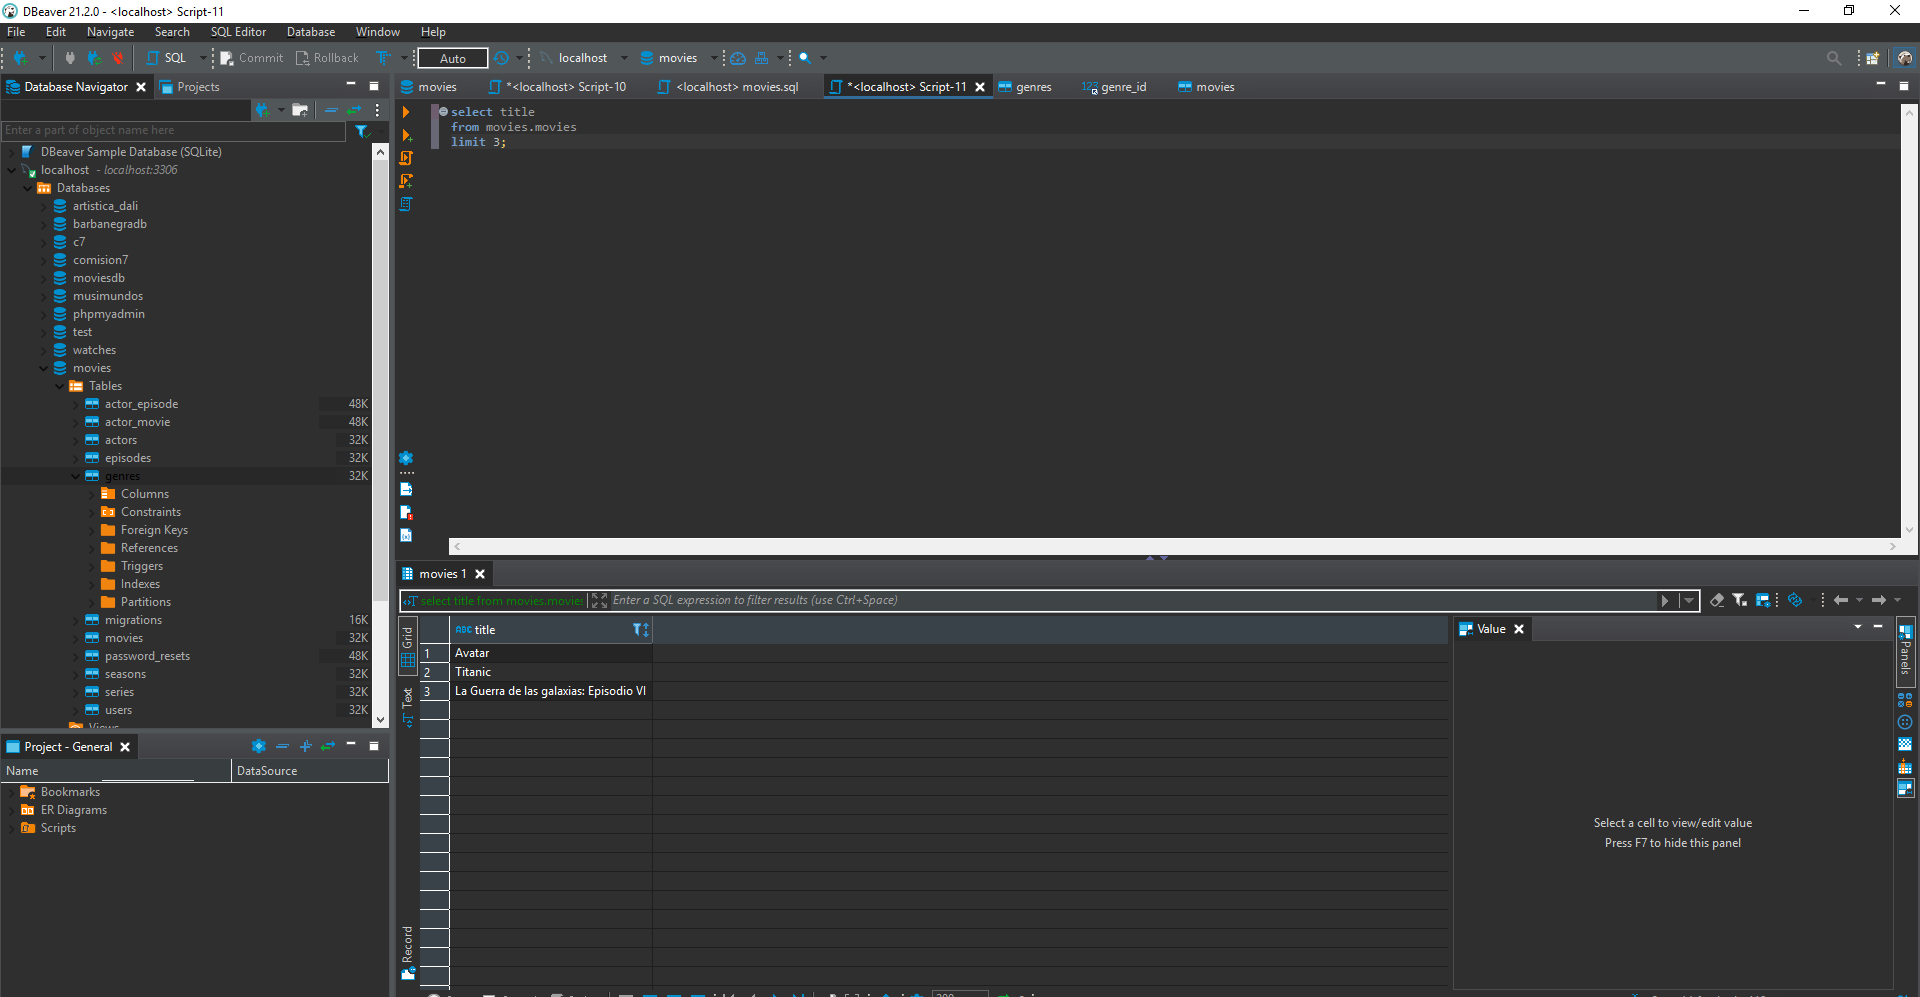 DBeaver 21.2.0 - <localhost> Script-11
File Edit Navigate Search SQL Editor Database Window Help
SQL Commit Rollback Auto localhost movies
Database Navigator Projects
Enter a part of object name here
DBeaver Sample Database (SQLite)
localhost - localhost:3306
Databases
artistica_dali
barbanegradb
c7
comision7
moviesdb
musimundos
phpmyadmin
test
watches
movies
Tables
actor_episode 48K
actor_movie 48K
actors 32K
episodes 32K
genres 32K
Columns
Constraints
Foreign Keys
References
Triggers
Indexes
Partitions
migrations 16K
movies 32K
password_resets 48K
seasons 32K
series 32K
users 32K
Views
Project - General
Name DataSource
Bookmarks
ER Diagrams
Scripts
movies *<localhost> Script-10 <localhost> movies.sql *<localhost> Script-11 genres 123 genre_id movies
select title
from movies.movies
limit 3;
movies 1
select title from movies.movies Enter a SQL expression to filter results (use Ctrl+Space)
Grid
Text
Record
ABC title
1 Avatar
2 Titanic
3 La Guerra de las galaxias: Episodio VI
Value
Select a cell to view/edit value
Press F7 to hide this panel
Panels